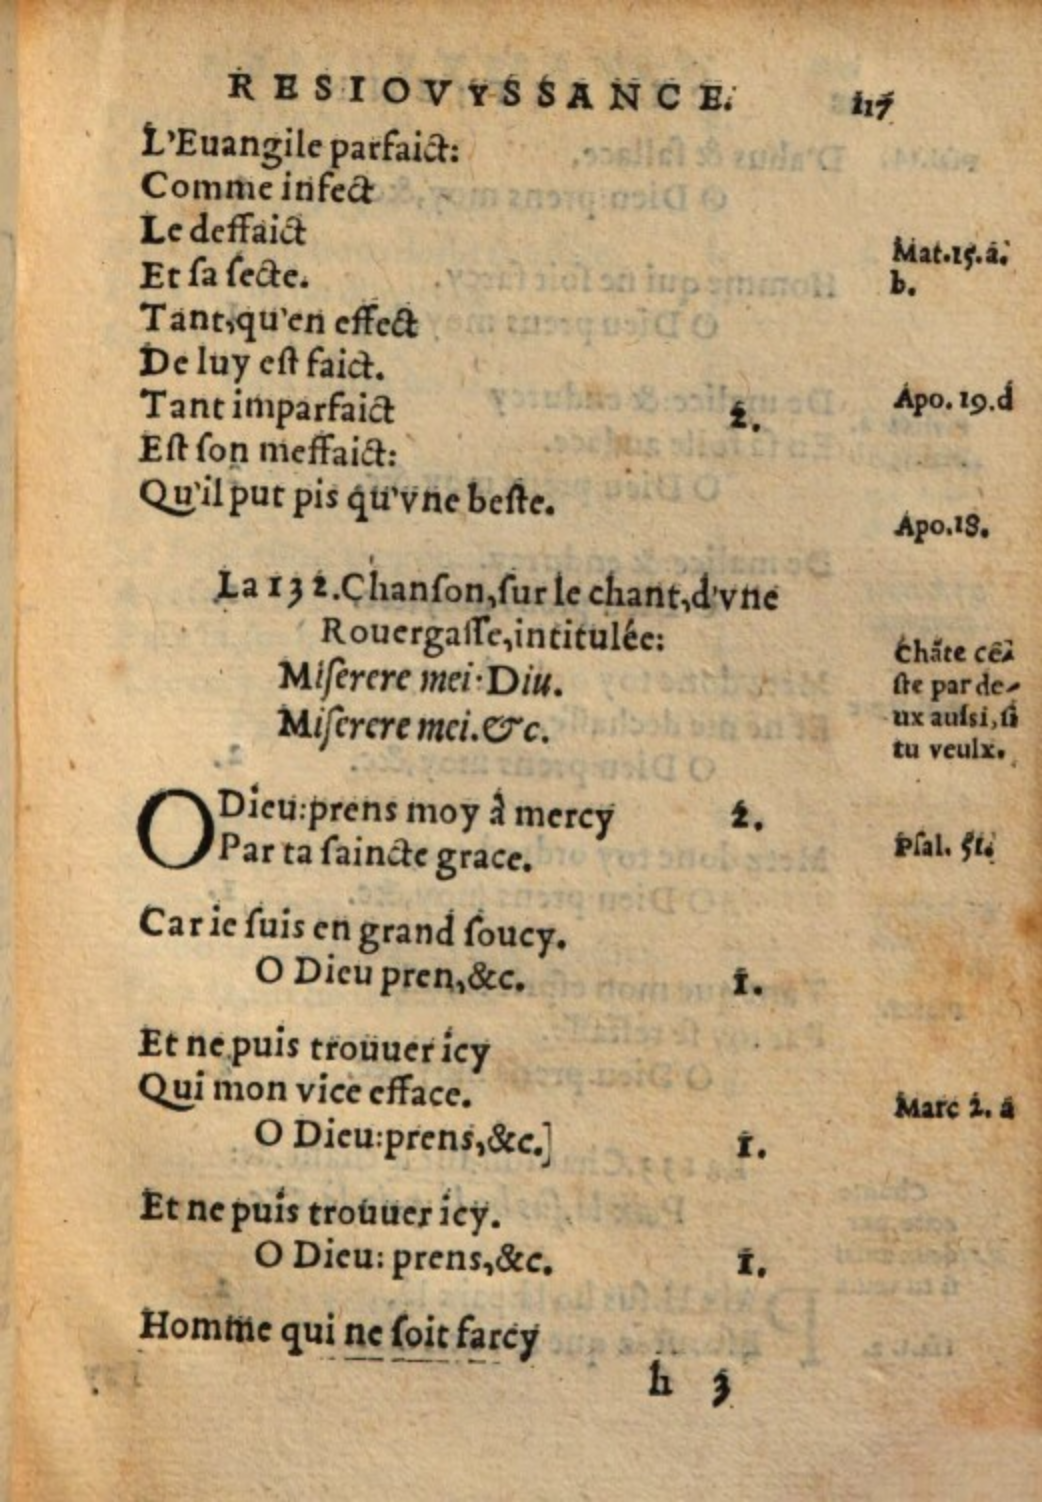 RESIOVYSSANCE. 117
L'Euangile parfaict:
Comme infect
Le deffaict
Et sa secte.
Mat.15.a.
b.
Tant,qu'en effect
De luy est faict.
Tant imparfaict 2.
Apo. 19.d
Est son meffaict:
Qu'il put pis qu'vne beste.
Apo.18.
La 132.Chanson,sur le chant,d'vne
Rouergasse,intitulée:
Miserere mei:Diu.
Miserere mei.&c.
Chãte cẽ
ste par de-
ux aussi,si
tu veulx.
O Dieu:prens moy à mercy 2.
Par ta saincte grace.
Psal. 51.
Car ie suis en grand soucy.
O Dieu pren,&c. 1.
Et ne puis trouuer icy
Qui mon vice efface.
Marc 2. a
O Dieu:prens,&c.] 1.
Et ne puis trouuer icy.
O Dieu: prens,&c. 1.
Homme qui ne soit farcy
h 3